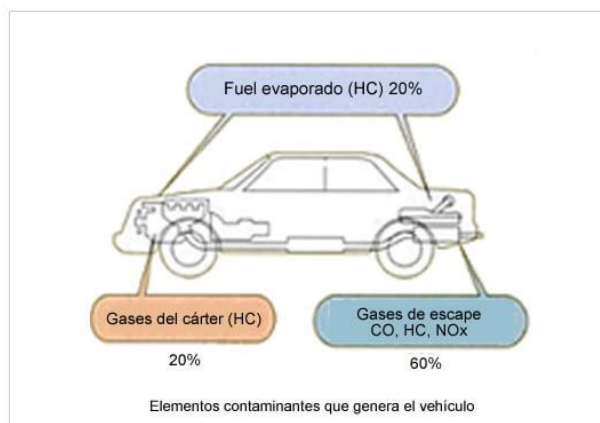 Fuel evaporado (HC) 20%
Gases del cárter (HC)
20%
Gases de escape
CO, HC, NOx
60%
Elementos contaminantes que genera el vehículo